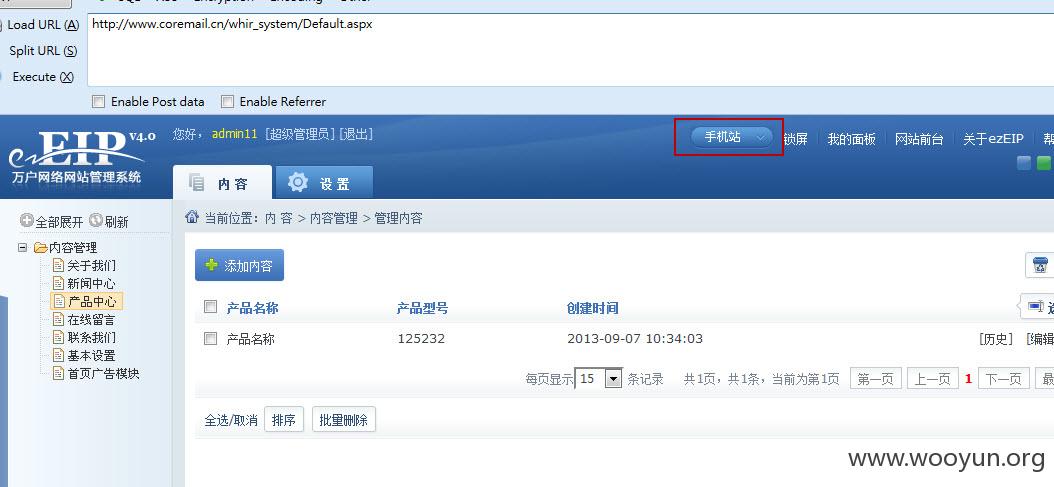 Load URL (A)
http://www.coremail.cn/whir_system/Default.aspx
Split URL (S)
Execute (X)
Enable Post data
Enable Referrer
ezEIP v4.0
万户网络网站管理系统
您好， admin11 [超级管理员] [退出]
手机站
锁屏
我的面板
网站前台
关于ezEIP
内 容
设 置
全部展开 刷新
当前位置：内 容 > 内容管理 > 管理内容
内容管理
关于我们
新闻中心
产品中心
在线留言
联系我们
基本设置
首页广告模块
添加内容
产品名称 产品型号 创建时间
产品名称 125232 2013-09-07 10:34:03 [历史] [编辑
每页显示 15 条记录 共1页，共1条，当前为第1页 第一页 上一页 1 下一页
全选/取消 排序 批量删除
www.wooyun.org